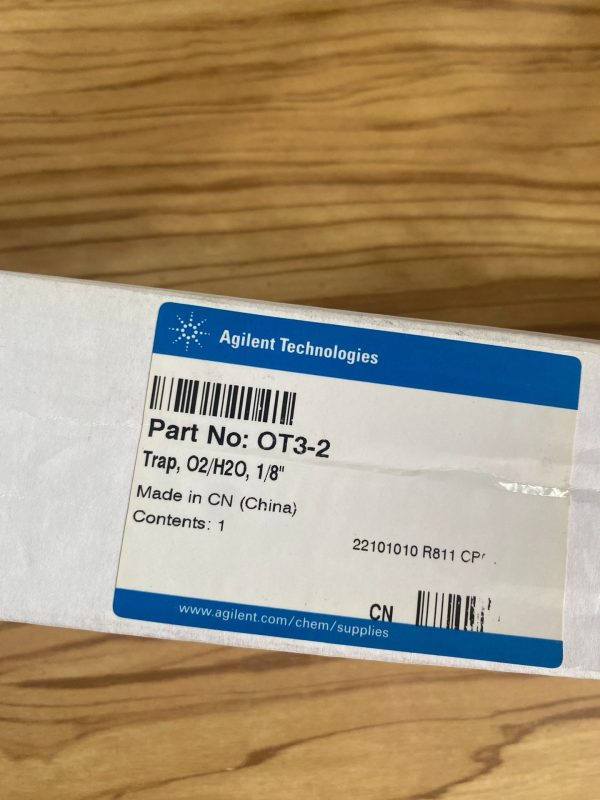 Agilent Technologies
Part No: OT3-2
Trap, O2/H2O, 1/8"
Made in CN (China)
Contents: 1
22101010 R811
CN
www.agilent.com/chem/supplies